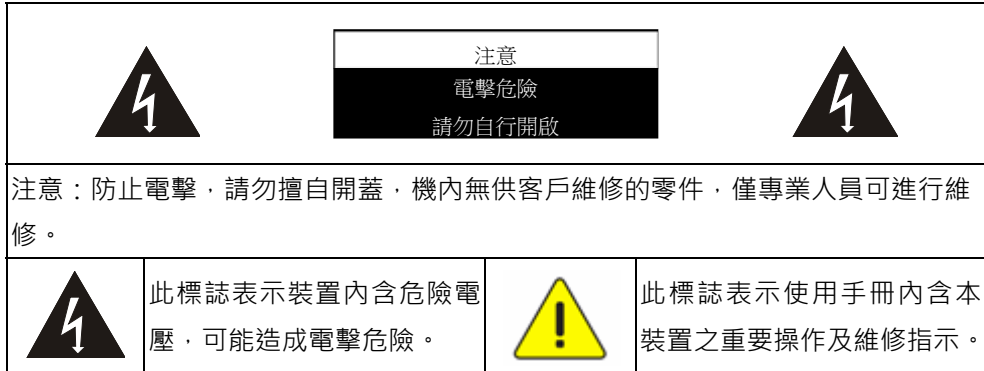 注意
電擊危險
請勿自行開啟
注意：防止電擊，請勿擅自開蓋，機內無供客戶維修的零件，僅專業人員可進行維
修。
此標誌表示裝置內含危險電
壓，可能造成電擊危險。
此標誌表示使用手冊內含本
裝置之重要操作及維修指示。